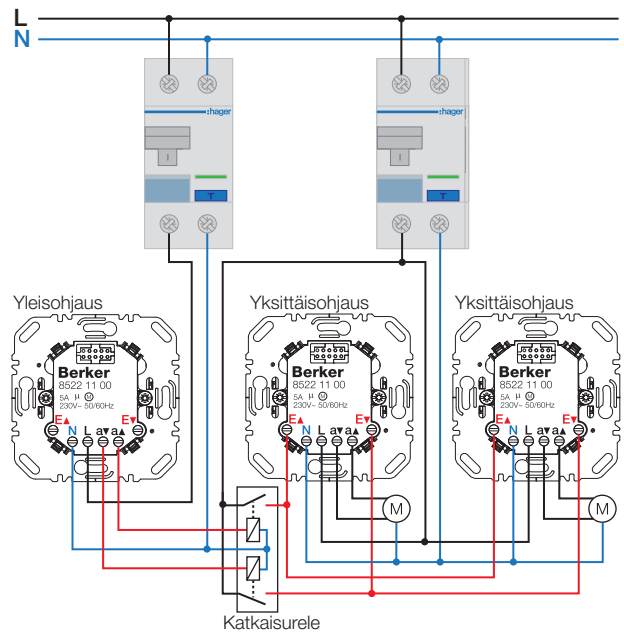 L
N
:hager
:hager
I
I
T
T
Yleisohjaus
Yksittäisohjaus
Yksittäisohjaus
Berker
8522 11 00
5A µ M
230V~ 50/60Hz
E▲ E▼
N L a▼ a▲
Berker
8522 11 00
5A µ M
230V~ 50/60Hz
E▲ E▼
N L a▼ a▲
Berker
8522 11 00
5A µ M
230V~ 50/60Hz
E▲ E▼
N L a▼ a▲
M
M
Katkaisurele